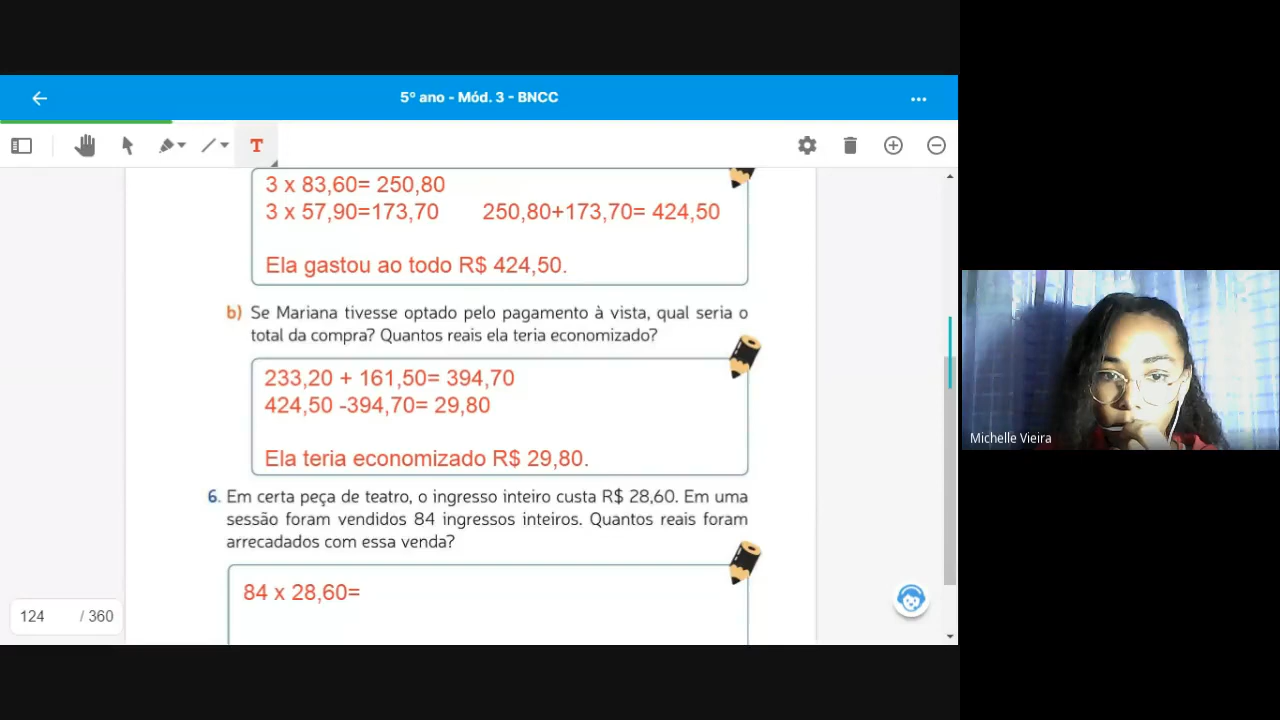 5º ano - Mód. 3 - BNCC
T
3 x 83,60= 250,80
3 x 57,90=173,70 250,80+173,70= 424,50
Ela gastou ao todo R$ 424,50.
b) Se Mariana tivesse optado pelo pagamento à vista, qual seria o
total da compra? Quantos reais ela teria economizado?
233,20 + 161,50= 394,70
424,50 -394,70= 29,80
Ela teria economizado R$ 29,80.
6. Em certa peça de teatro, o ingresso inteiro custa R$ 28,60. Em uma
sessão foram vendidos 84 ingressos inteiros. Quantos reais foram
arrecadados com essa venda?
84 x 28,60=
124 / 360
Michelle Vieira